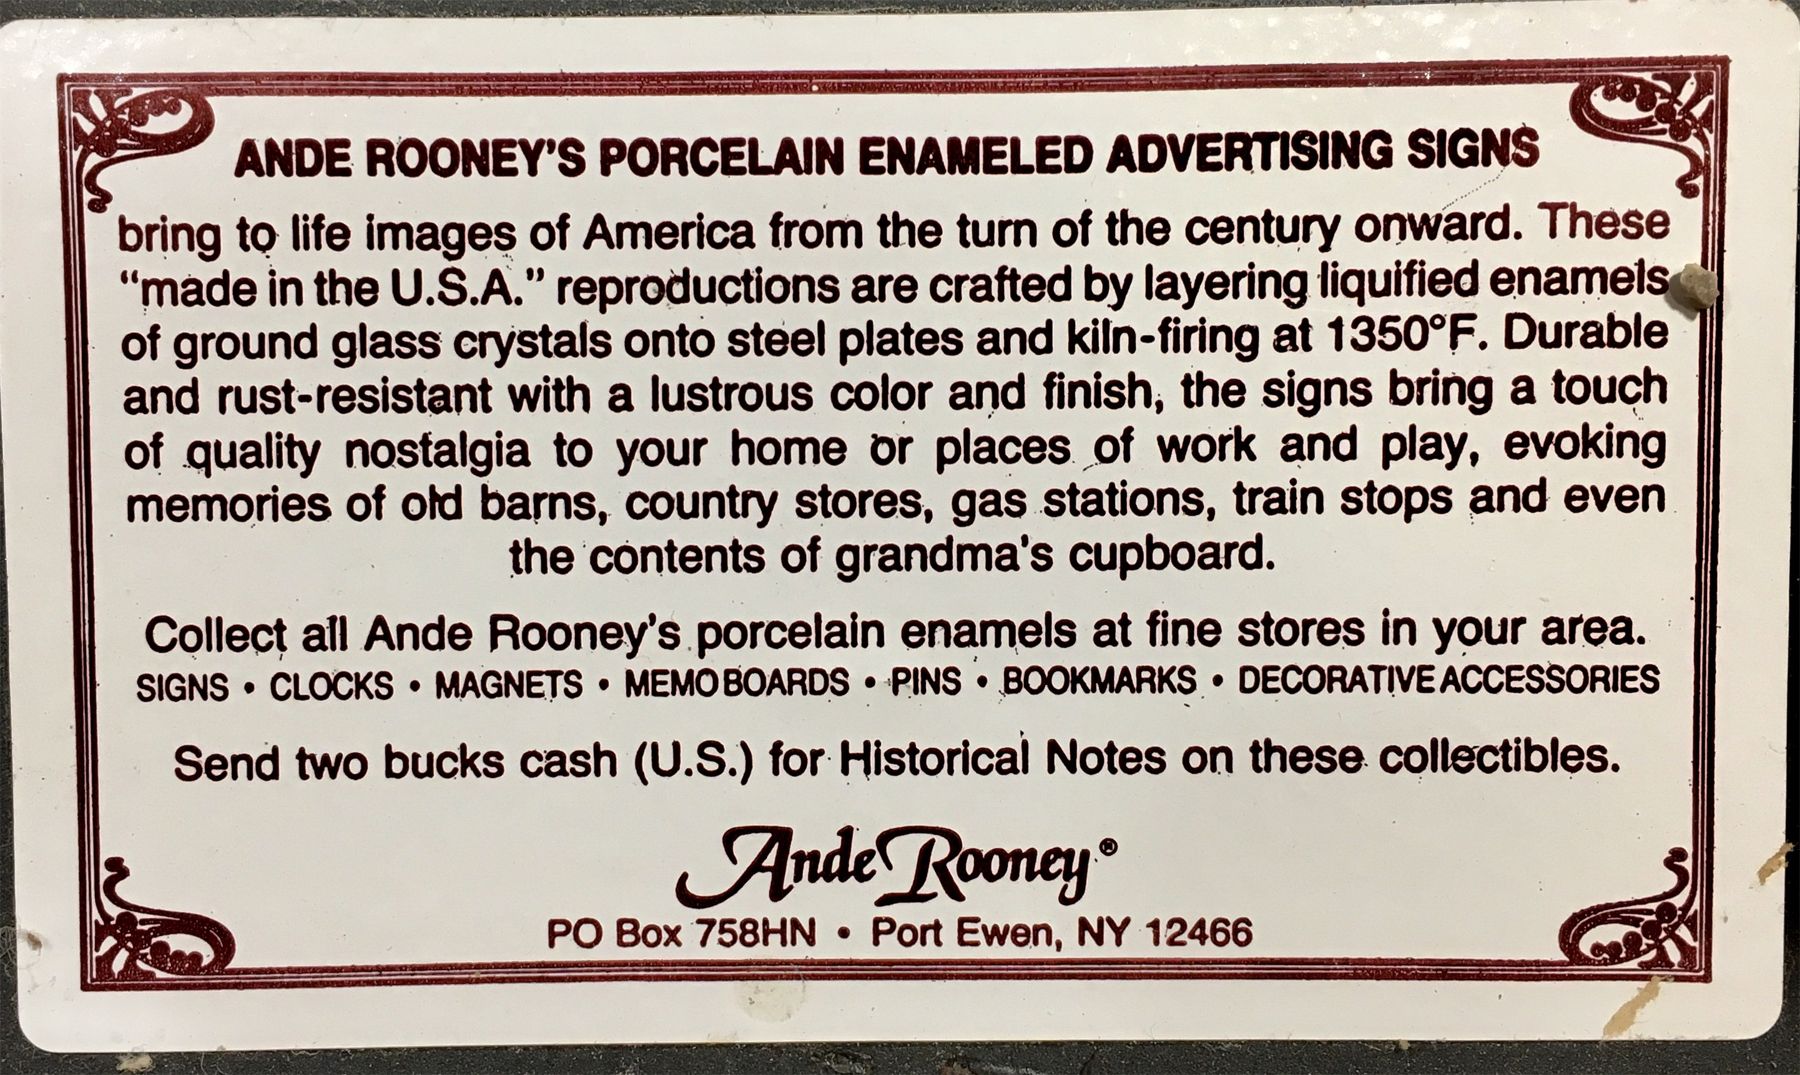 ANDE ROONEY'S PORCELAIN ENAMELED ADVERTISING SIGNS
bring to life images of America from the turn of the century onward. These
“made in the U.S.A.” reproductions are crafted by layering liquified enamels
of ground glass crystals onto steel plates and kiln-firing at 1350°F. Durable
and rust-resistant with a lustrous color and finish, the signs bring a touch
of quality nostalgia to your home or places of work and play, evoking
memories of old barns, country stores, gas stations, train stops and even
the contents of grandma's cupboard.
Collect all Ande Rooney's porcelain enamels at fine stores in your area.
SIGNS • CLOCKS • MAGNETS • MEMO BOARDS • PINS • BOOKMARKS • DECORATIVE ACCESSORIES
Send two bucks cash (U.S.) for Historical Notes on these collectibles.
Ande Rooney®
PO Box 758HN • Port Ewen, NY 12466